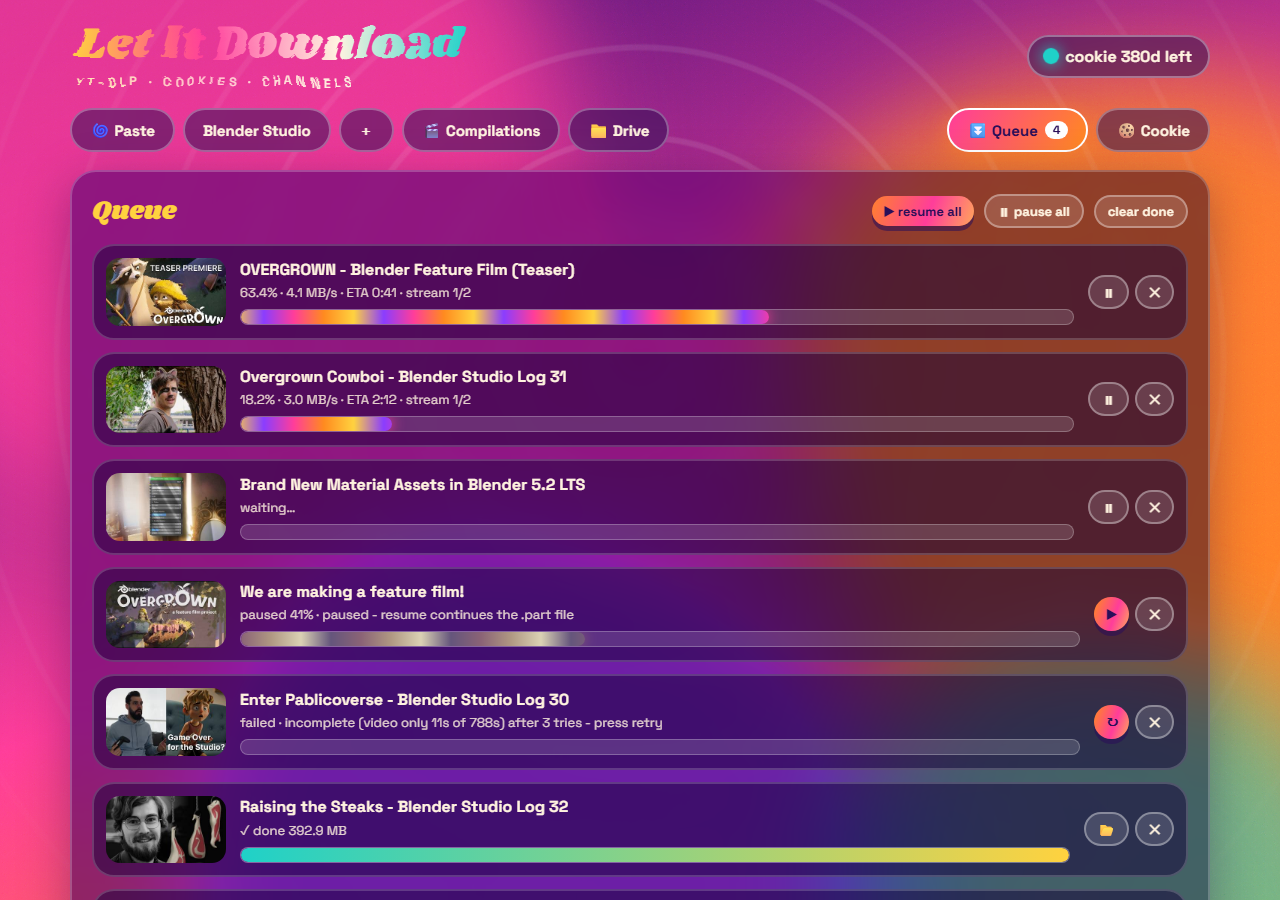 Let It Download
YT-DLP · COOKIES · CHANNELS
cookie 380d left
Paste
Blender Studio
+
Compilations
Drive
Queue 4
Cookie
Queue
▶ resume all
⏸ pause all
clear done
TEASER PREMIERE
blender
OVERGROWN
OVERGROWN - Blender Feature Film (Teaser)
63.4% · 4.1 MB/s · ETA 0:41 · stream 1/2
Overgrown Cowboi - Blender Studio Log 31
18.2% · 3.0 MB/s · ETA 2:12 · stream 1/2
Brand New Material Assets in Blender 5.2 LTS
waiting…
blender
OVERGROWN
a feature film project
We are making a feature film!
paused 41% · paused - resume continues the .part file
Game Over
for the Studio?
Enter Pablicoverse - Blender Studio Log 30
failed · incomplete (video only 11s of 788s) after 3 tries - press retry
Raising the Steaks - Blender Studio Log 32
✓ done 392.9 MB